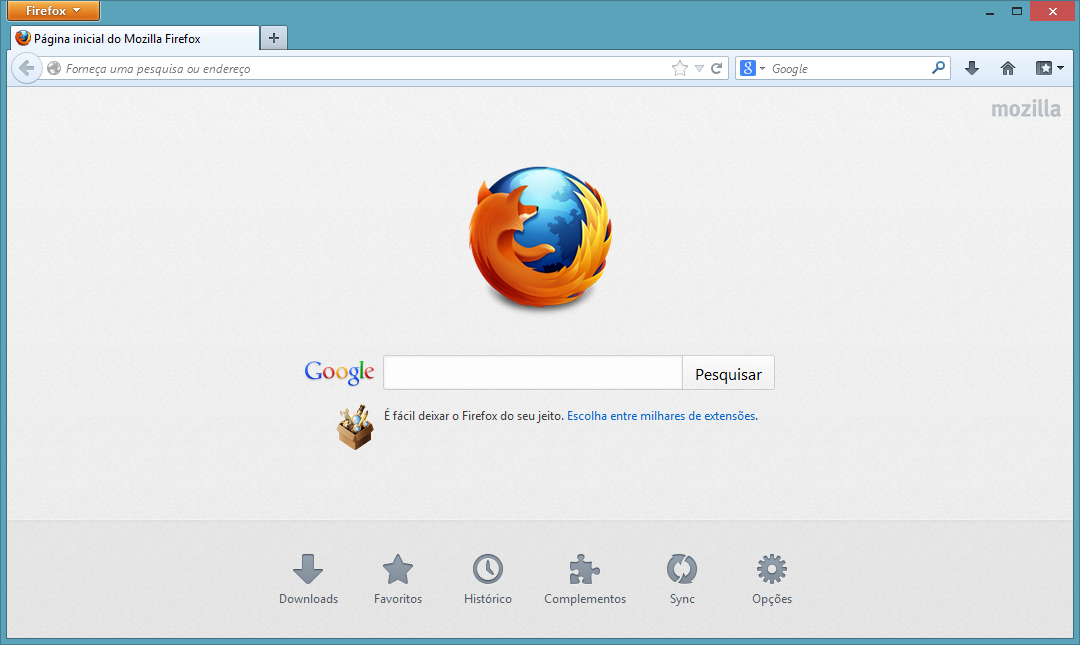 Firefox
Página inicial do Mozilla Firefox
Forneça uma pesquisa ou endereço
8 Google
mozilla
Google
Pesquisar
É fácil deixar o Firefox do seu jeito. Escolha entre milhares de extensões.
Downloads
Favoritos
Histórico
Complementos
Sync
Opções